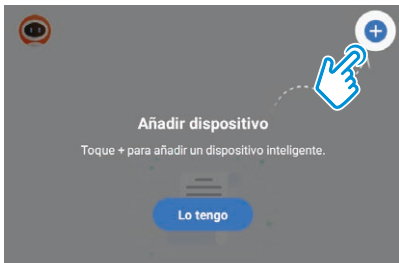 Añadir dispositivo
Toque + para añadir un dispositivo inteligente.
Lo tengo